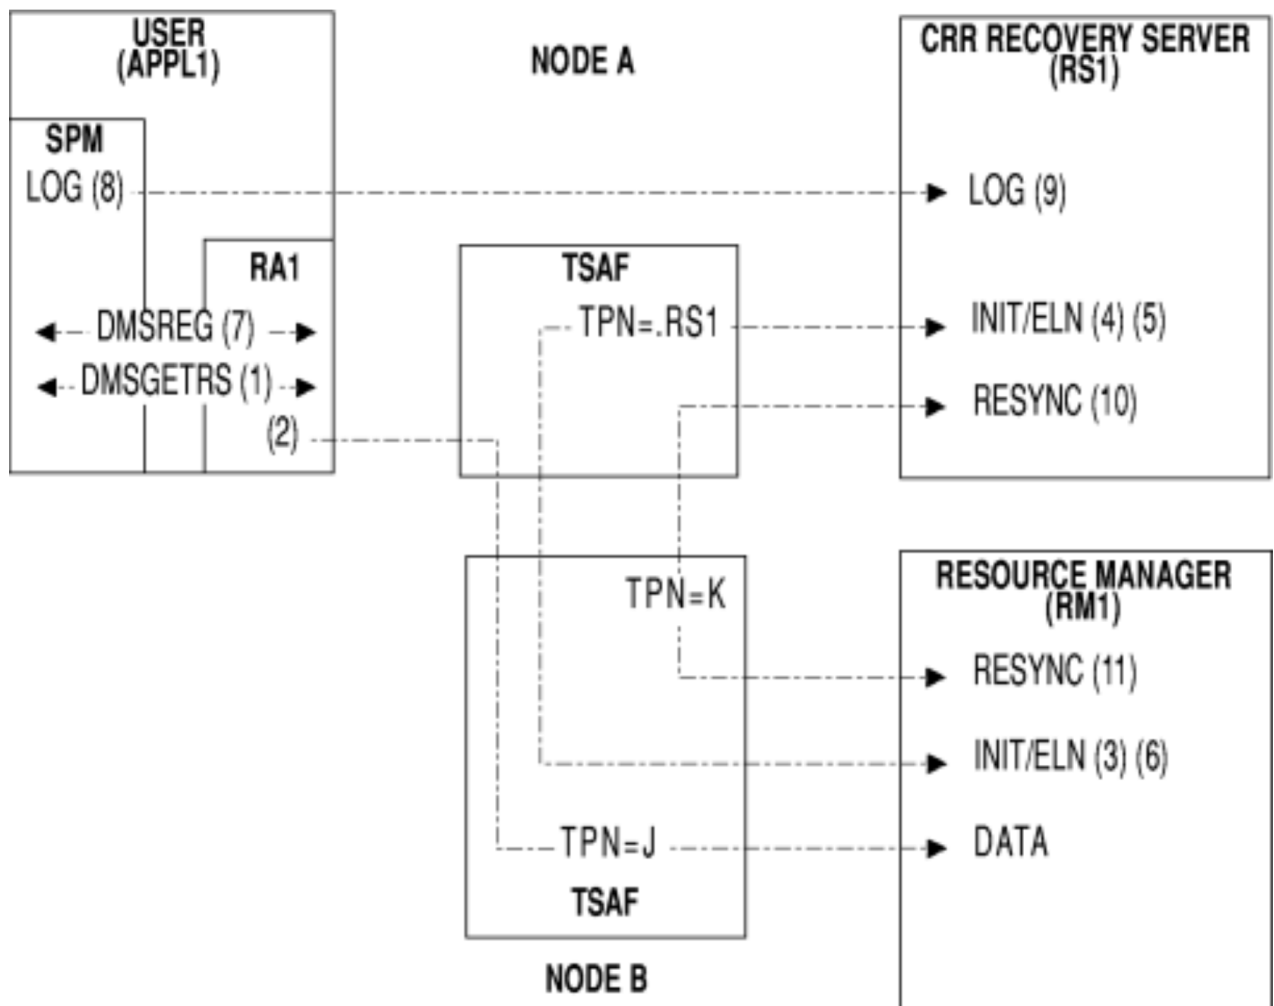 USER
(APPL1)
NODE A
CRR RECOVERY SERVER
(RS1)
SPM
LOG (8)
LOG (9)
RA1
TSAF
DMSREG (7)
TPN=.RS1
INIT/ELN (4) (5)
DMSGETRS (1)
RESYNC (10)
(2)
TPN=K
RESOURCE MANAGER
(RM1)
RESYNC (11)
INIT/ELN (3) (6)
TPN=J
DATA
TSAF
NODE B